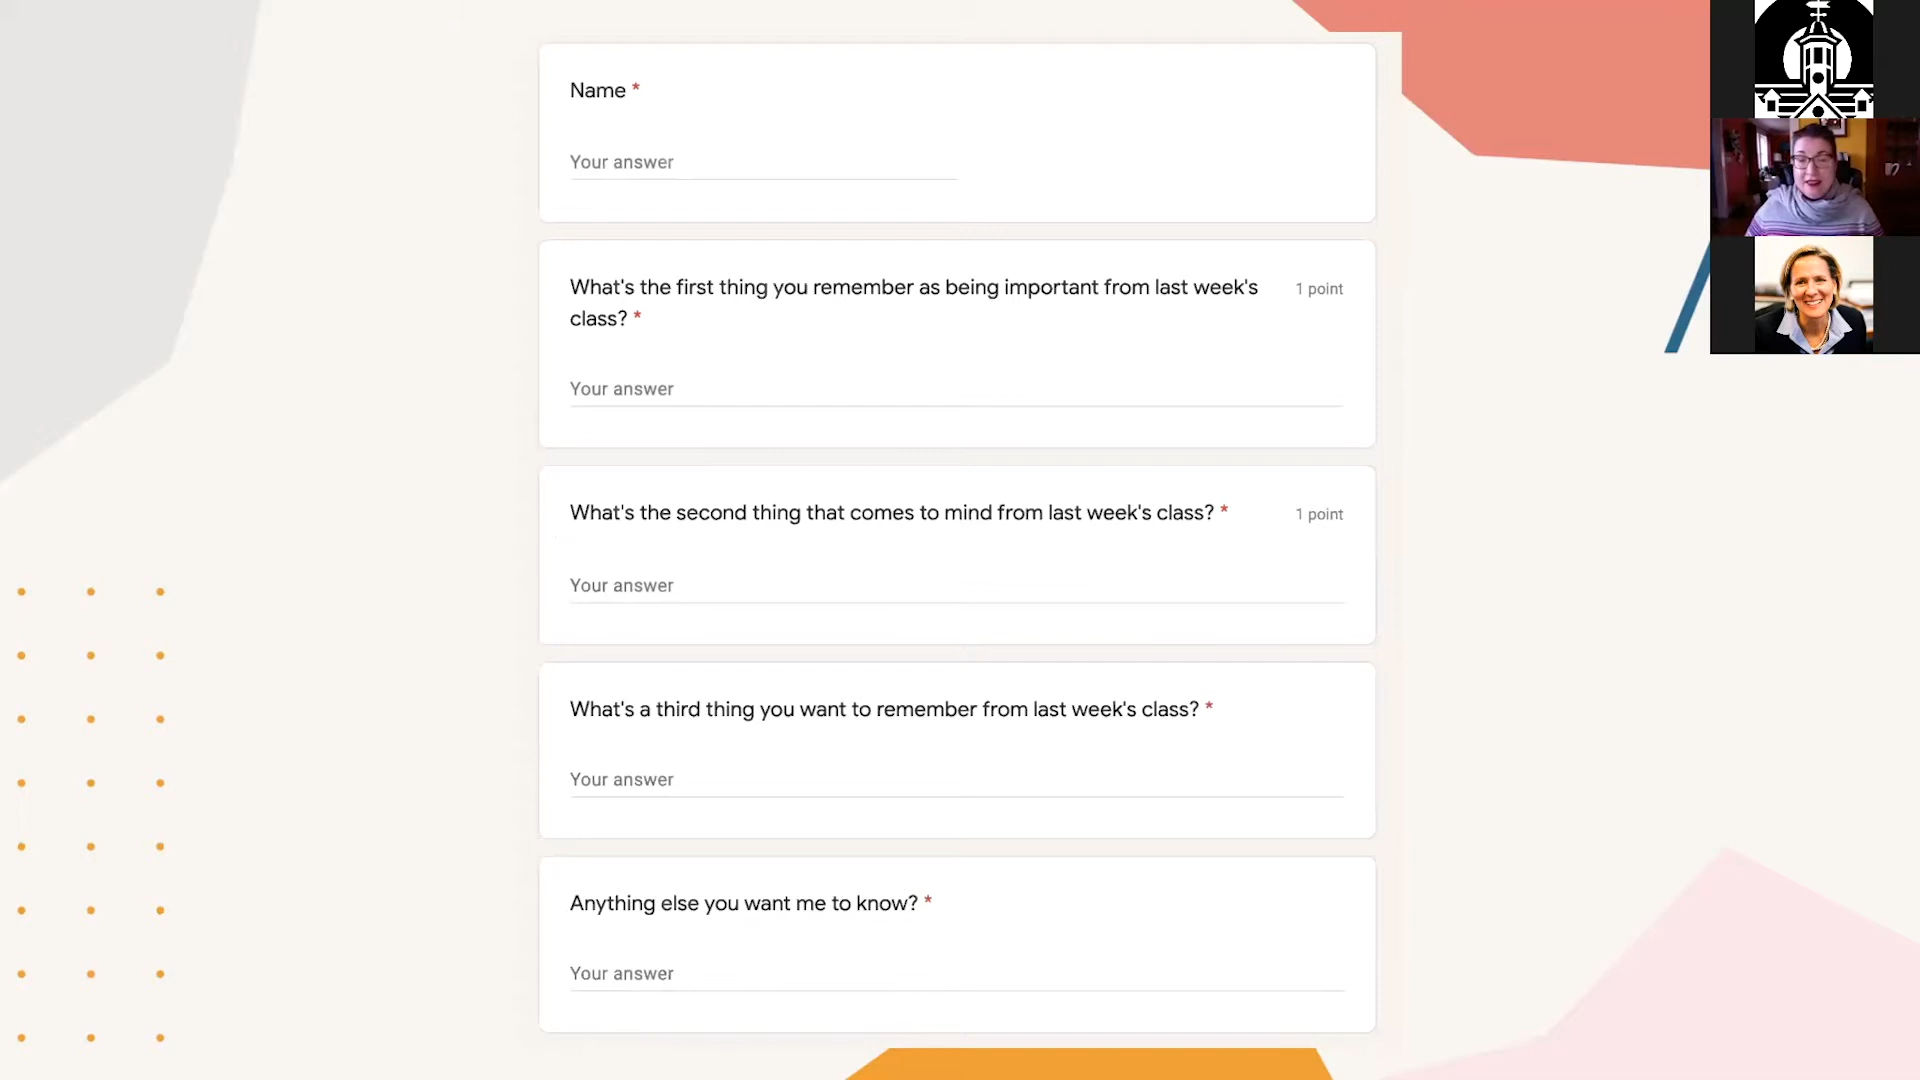 Name *
Your answer
What's the first thing you remember as being important from last week's
class? *
1 point
Your answer
What's the second thing that comes to mind from last week's class? *
1 point
Your answer
What's a third thing you want to remember from last week's class? *
Your answer
Anything else you want me to know? *
Your answer